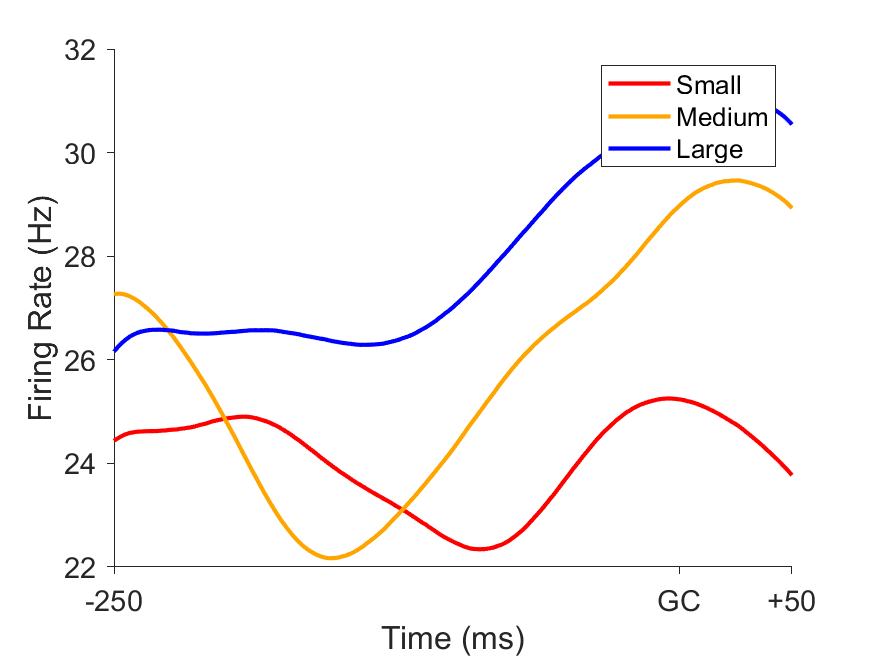 32
30
28
26
24
22
Firing Rate (Hz)
Small
Medium
Large
-250
GC
+50
Time (ms)